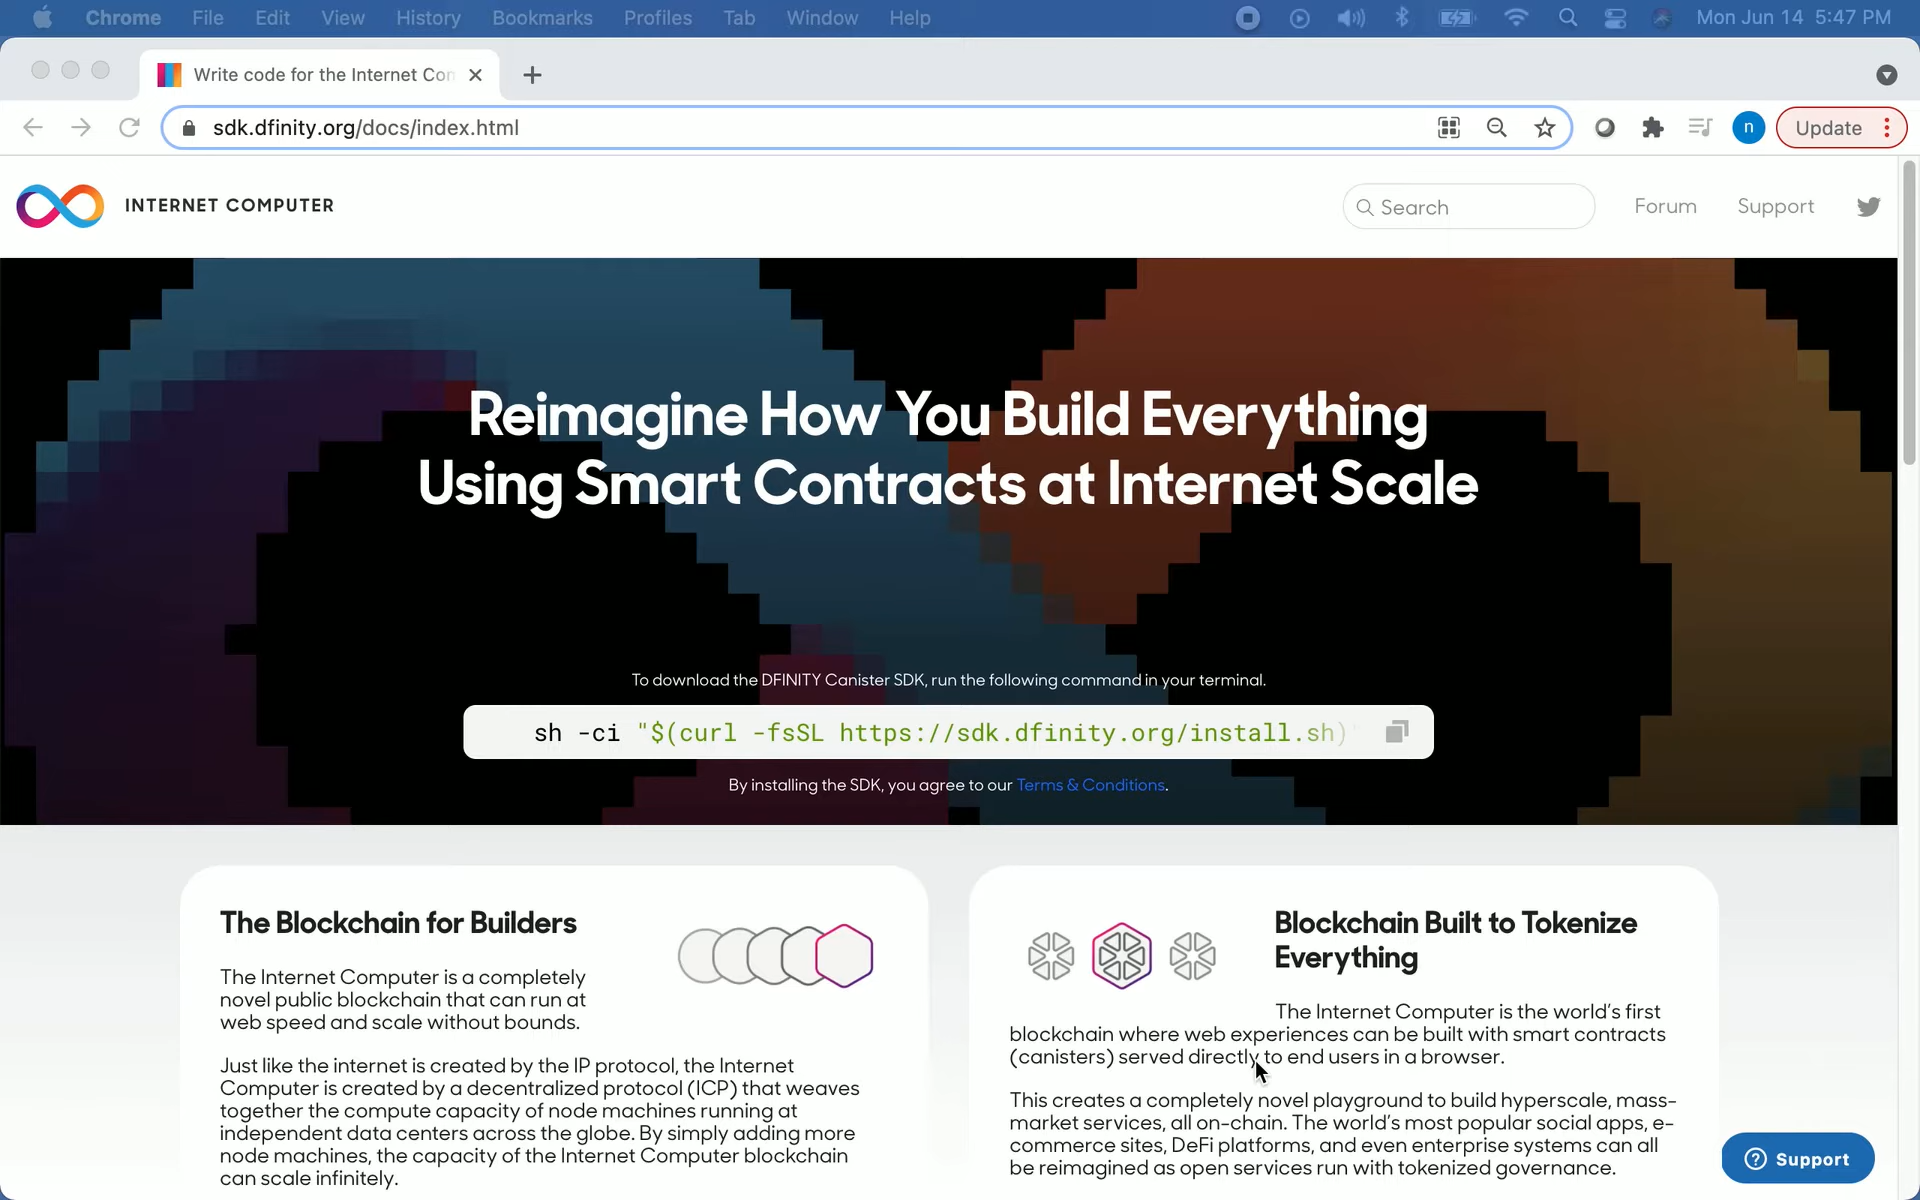 Chrome File Edit View History Bookmarks Profiles Tab Window Help Mon Jun 14 5:47 PM
Write code for the Internet Con
sdk.dfinity.org/docs/index.html
n
Update
INTERNET COMPUTER
Search
Forum
Support
Reimagine How You Build Everything
Using Smart Contracts at Internet Scale
To download the DFINITY Canister SDK, run the following command in your terminal.
sh -ci "$(curl -fsSL https://sdk.dfinity.org/install.sh)"
By installing the SDK, you agree to our Terms & Conditions.
The Blockchain for Builders
The Internet Computer is a completely
novel public blockchain that can run at
web speed and scale without bounds.
Just like the internet is created by the IP protocol, the Internet
Computer is created by a decentralized protocol (ICP) that weaves
together the compute capacity of node machines running at
independent data centers across the globe. By simply adding more
node machines, the capacity of the Internet Computer blockchain
can scale infinitely.
Blockchain Built to Tokenize
Everything
The Internet Computer is the world's first
blockchain where web experiences can be built with smart contracts
(canisters) served directly to end users in a browser.
This creates a completely novel playground to build hyperscale, mass-
market services, all on-chain. The world's most popular social apps, e-
commerce sites, DeFi platforms, and even enterprise systems can all
be reimagined as open services run with tokenized governance.
Support